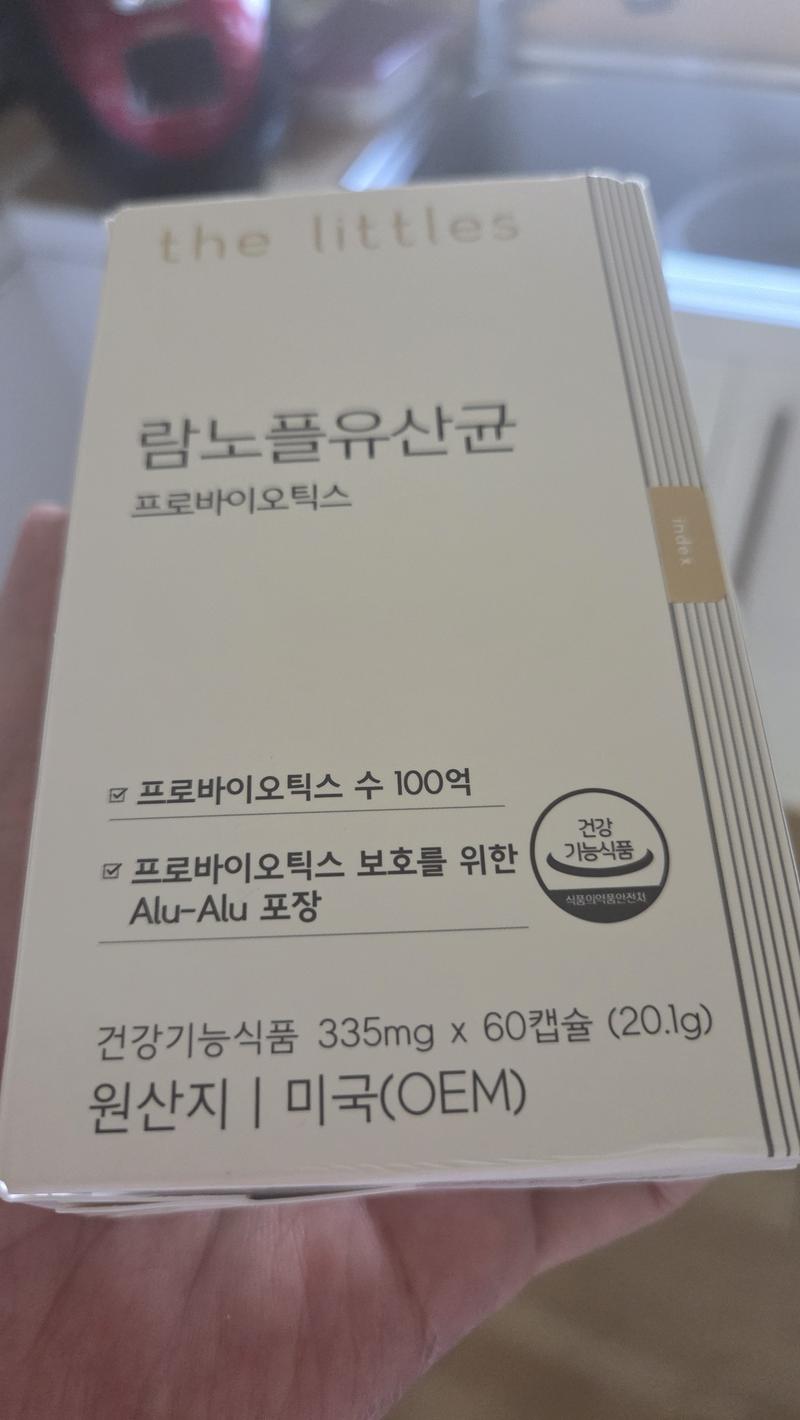 the littles
람노플유산균
프로바이오틱스
index
프로바이오틱스 수 100억
프로바이오틱스 보호를 위한
Alu-Alu 포장
건강
기능식품
식품의약품안전처
건강기능식품 335mg x 60캡슐 (20.1g)
원산지 | 미국(OEM)